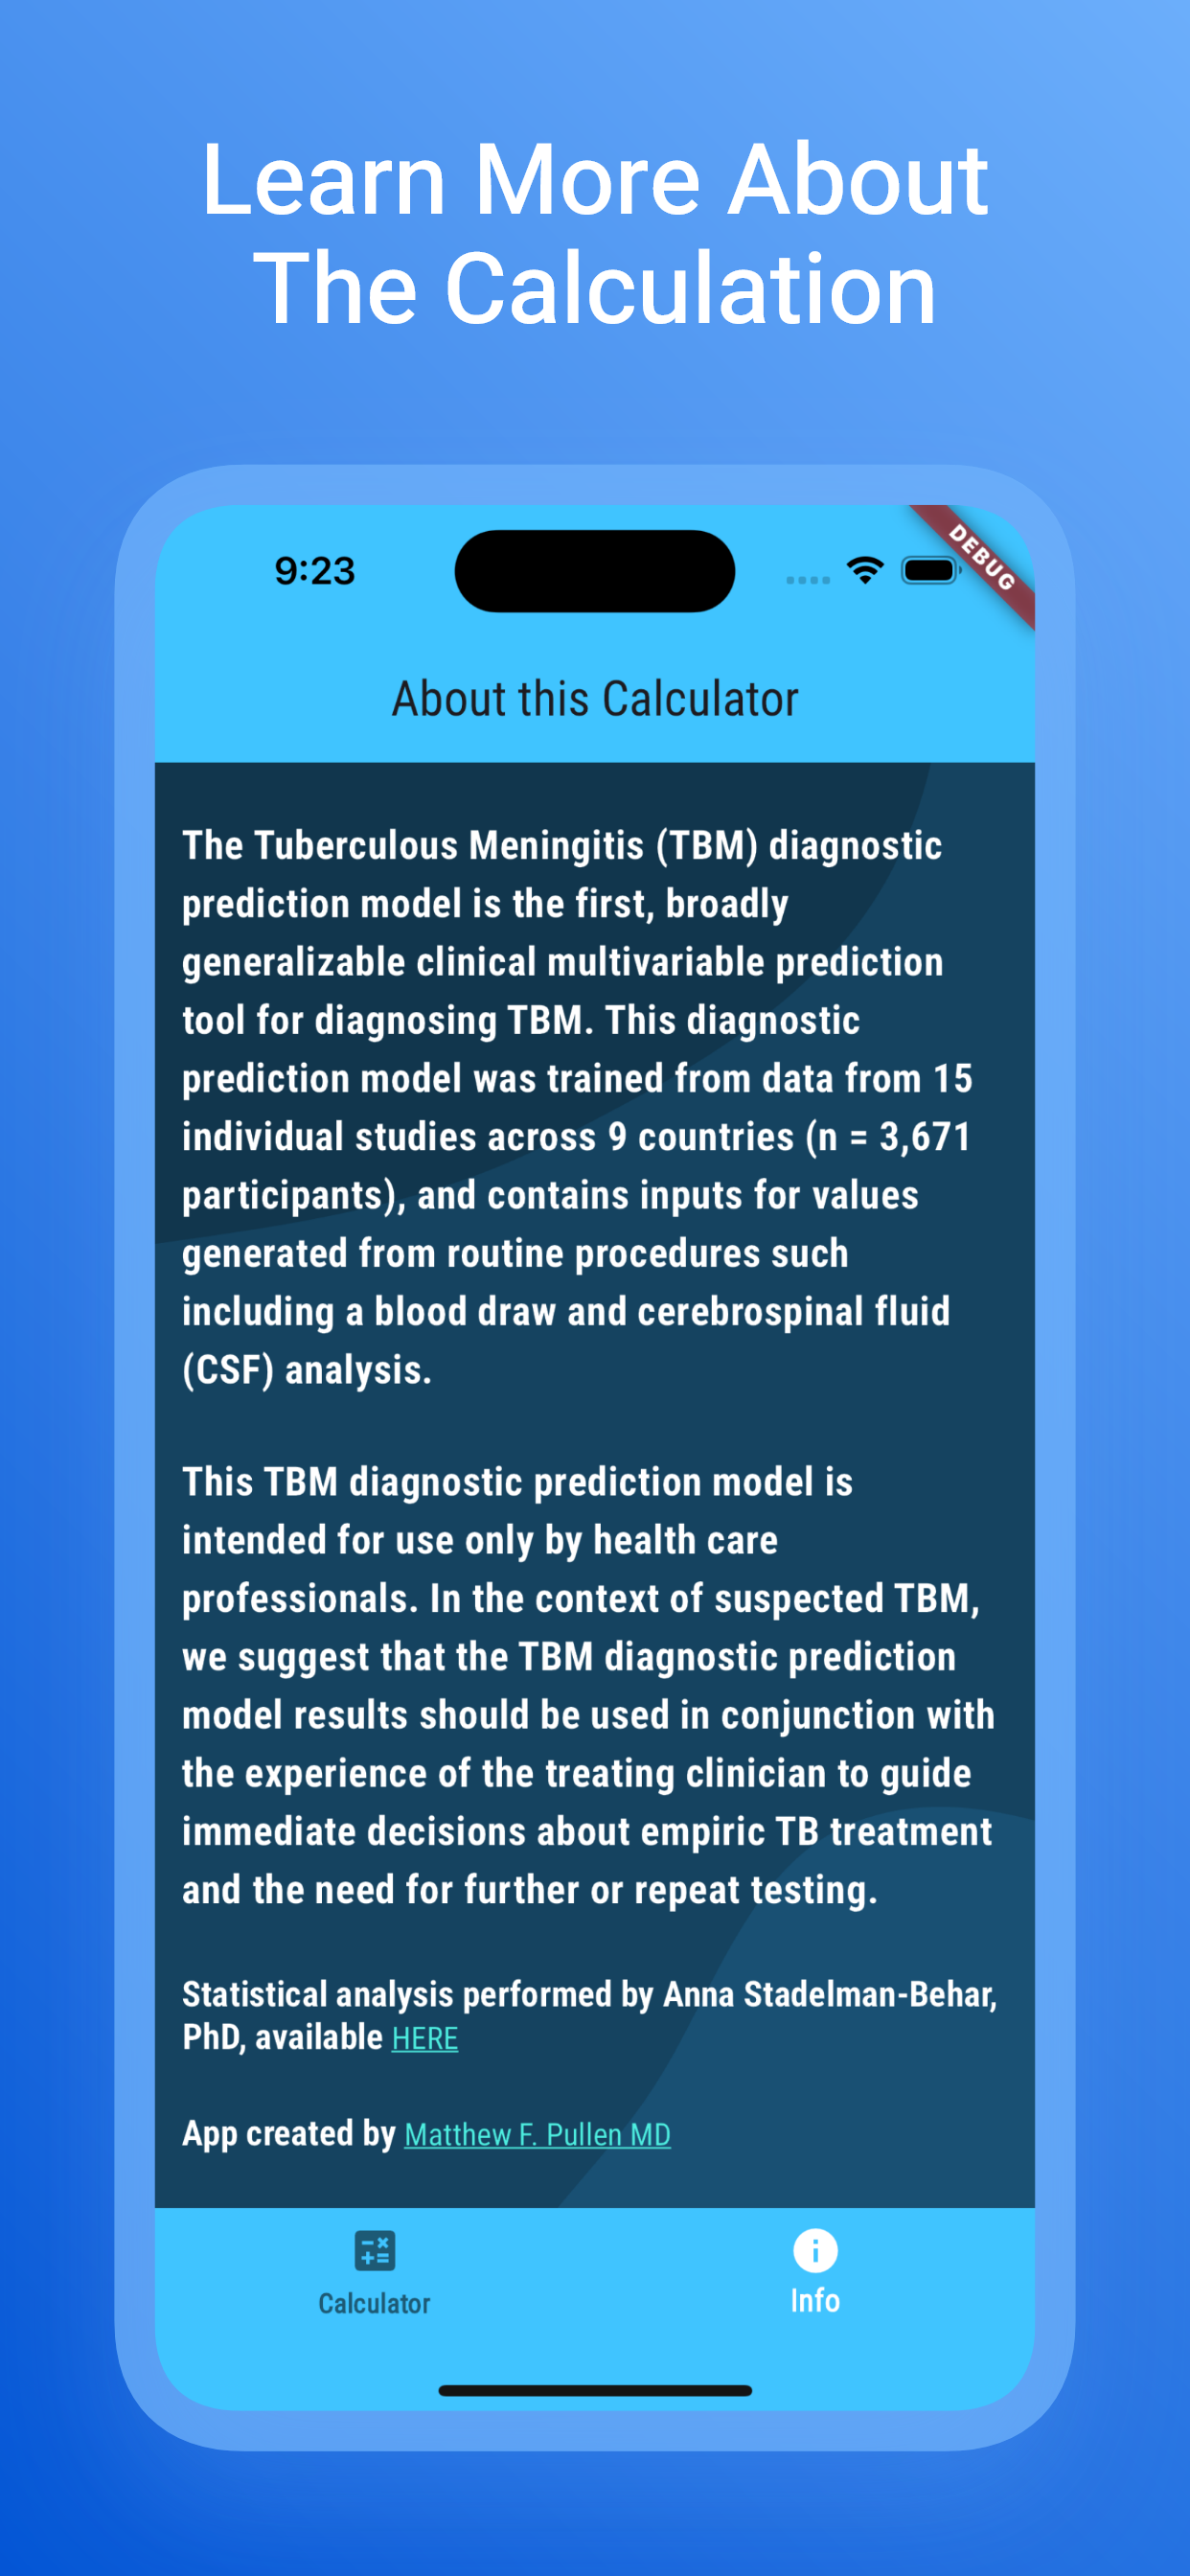 Learn More About
The Calculation
9:23
DEBUG
About this Calculator
The Tuberculous Meningitis (TBM) diagnostic
prediction model is the first, broadly
generalizable clinical multivariable prediction
tool for diagnosing TBM. This diagnostic
prediction model was trained from data from 15
individual studies across 9 countries (n = 3,671
participants), and contains inputs for values
generated from routine procedures such
including a blood draw and cerebrospinal fluid
(CSF) analysis.
This TBM diagnostic prediction model is
intended for use only by health care
professionals. In the context of suspected TBM,
we suggest that the TBM diagnostic prediction
model results should be used in conjunction with
the experience of the treating clinician to guide
immediate decisions about empiric TB treatment
and the need for further or repeat testing.
Statistical analysis performed by Anna Stadelman-Behar,
PhD, available HERE
App created by Matthew F. Pullen MD
Calculator
Info